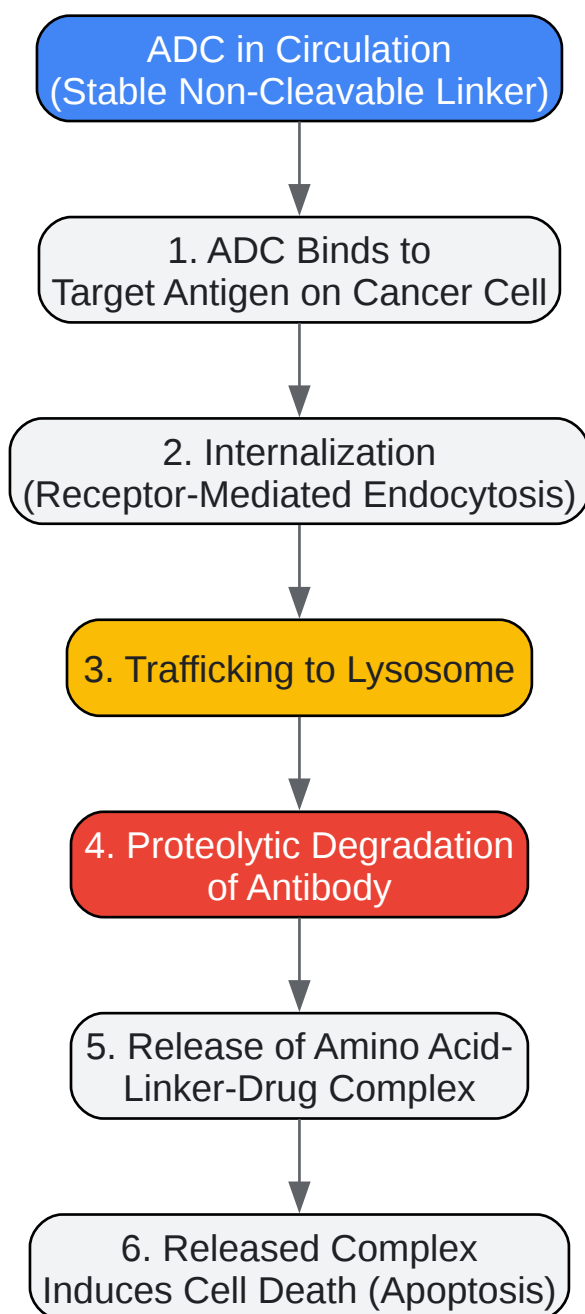 ADC in Circulation
(Stable Non-Cleavable Linker)
1. ADC Binds to
Target Antigen on Cancer Cell
2. Internalization
(Receptor-Mediated Endocytosis)
3. Trafficking to Lysosome
4. Proteolytic Degradation
of Antibody
5. Release of Amino Acid-
Linker-Drug Complex
6. Released Complex
Induces Cell Death (Apoptosis)